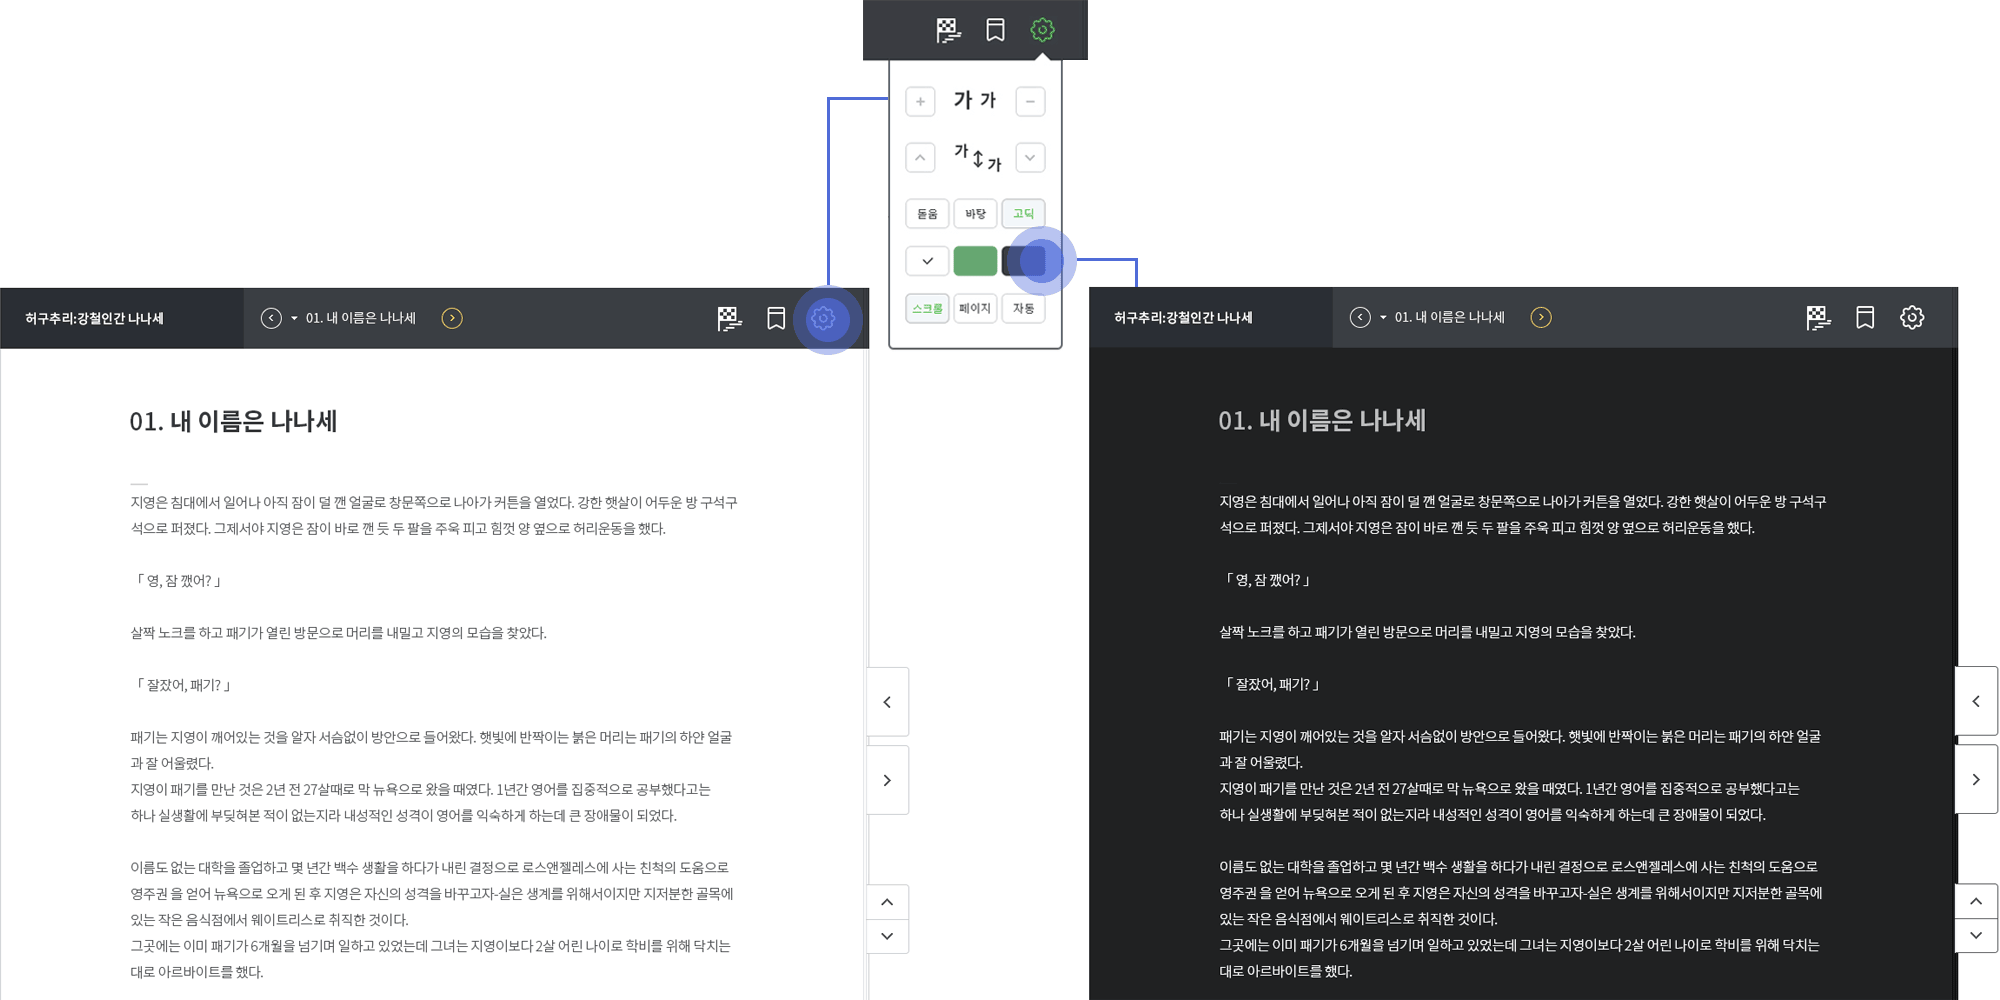 가 가
가 가
돋움 바탕 고딕
스크롤 페이지 자동
허구추리:강철인간 나나세
01. 내 이름은 나나세
01. 내 이름은 나나세
지영은 침대에서 일어나 아직 잠이 덜 깬 얼굴로 창문쪽으로 나아가 커튼을 열었다. 강한 햇살이 어두운 방 구석구
석으로 퍼졌다. 그제서야 지영은 잠이 바로 깬 듯 두 팔을 주욱 피고 힘껏 양 옆으로 허리운동을 했다.
「 영, 잠 깼어? 」
살짝 노크를 하고 패기가 열린 방문으로 머리를 내밀고 지영의 모습을 찾았다.
「 잘잤어, 패기? 」
패기는 지영이 깨어있는 것을 알자 서슴없이 방안으로 들어왔다. 햇빛에 반짝이는 붉은 머리는 패기의 하얀 얼굴
과 잘 어울렸다.
지영이 패기를 만난 것은 2년 전 27살때로 막 뉴욕으로 왔을 때였다. 1년간 영어를 집중적으로 공부했다고는
하나 실생활에 부딪혀본 적이 없는지라 내성적인 성격이 영어를 익숙하게 하는데 큰 장애물이 되었다.
이름도 없는 대학을 졸업하고 몇 년간 백수 생활을 하다가 내린 결정으로 로스앤젤레스에 사는 친척의 도움으로
영주권 을 얻어 뉴욕으로 오게 된 후 지영은 자신의 성격을 바꾸고자-실은 생계를 위해서이지만 지저분한 골목에
있는 작은 음식점에서 웨이트리스로 취직한 것이다.
그곳에는 이미 패기가 6개월을 넘기며 일하고 있었는데 그녀는 지영이보다 2살 어린 나이로 학비를 위해 닥치는
대로 아르바이트를 했다.
허구추리:강철인간 나나세
01. 내 이름은 나나세
01. 내 이름은 나나세
지영은 침대에서 일어나 아직 잠이 덜 깬 얼굴로 창문쪽으로 나아가 커튼을 열었다. 강한 햇살이 어두운 방 구석구
석으로 퍼졌다. 그제서야 지영은 잠이 바로 깬 듯 두 팔을 주욱 피고 힘껏 양 옆으로 허리운동을 했다.
「 영, 잠 깼어? 」
살짝 노크를 하고 패기가 열린 방문으로 머리를 내밀고 지영의 모습을 찾았다.
「 잘잤어, 패기? 」
패기는 지영이 깨어있는 것을 알자 서슴없이 방안으로 들어왔다. 햇빛에 반짝이는 붉은 머리는 패기의 하얀 얼굴
과 잘 어울렸다.
지영이 패기를 만난 것은 2년 전 27살때로 막 뉴욕으로 왔을 때였다. 1년간 영어를 집중적으로 공부했다고는
하나 실생활에 부딪혀본 적이 없는지라 내성적인 성격이 영어를 익숙하게 하는데 큰 장애물이 되었다.
이름도 없는 대학을 졸업하고 몇 년간 백수 생활을 하다가 내린 결정으로 로스앤젤레스에 사는 친척의 도움으로
영주권 을 얻어 뉴욕으로 오게 된 후 지영은 자신의 성격을 바꾸고자-실은 생계를 위해서이지만 지저분한 골목에
있는 작은 음식점에서 웨이트리스로 취직한 것이다.
그곳에는 이미 패기가 6개월을 넘기며 일하고 있었는데 그녀는 지영이보다 2살 어린 나이로 학비를 위해 닥치는
대로 아르바이트를 했다.